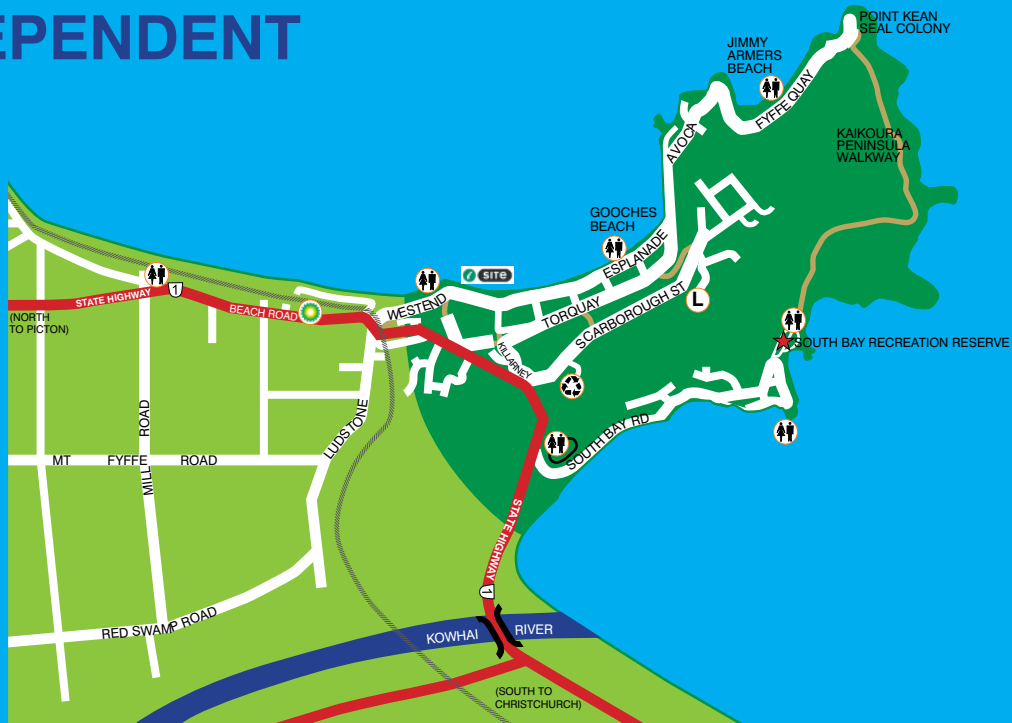 EPENDENT
POINT KEAN
SEAL COLONY
JIMMY
ARMERS
BEACH
FYFFE QUAY
AVOCA
KAIKOURA
PENINSULA
WALKWAY
GOOCHES
BEACH
ESPLANADE
i SITE
STATE HIGHWAY
1
(NORTH
TO PICTON)
BEACH ROAD
WESTEND
TORQUAY
SCARBOROUGH ST
L
KILLARNEY
SOUTH BAY RECREATION RESERVE
LUDSTONE
MILL ROAD
MT FYFFE ROAD
SOUTH BAY RD
STATE HIGHWAY
1
RED SWAMP ROAD
KOWHAI RIVER
(SOUTH TO
CHRISTCHURCH)